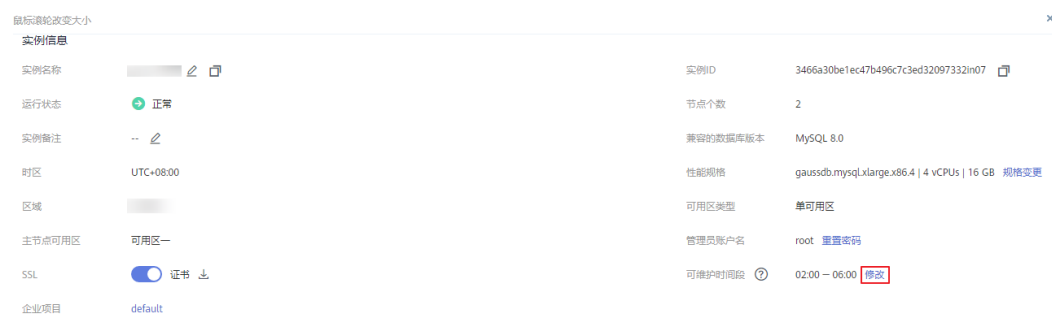 鼠标滚轮改变大小
×
实例信息
实例名称
实例ID 3466a30be1ec47b496c7c3ed32097332in07
运行状态 正常
节点个数 2
实例备注 --
兼容的数据库版本 MySQL 8.0
时区 UTC+08:00
性能规格 gaussdb.mysql.xlarge.x86.4 | 4 vCPUs | 16 GB 规格变更
区域
可用区类型 单可用区
主节点可用区 可用区一
管理员账户名 root 重置密码
SSL 证书
可维护时间段 ? 02:00 — 06:00 修改
企业项目 default